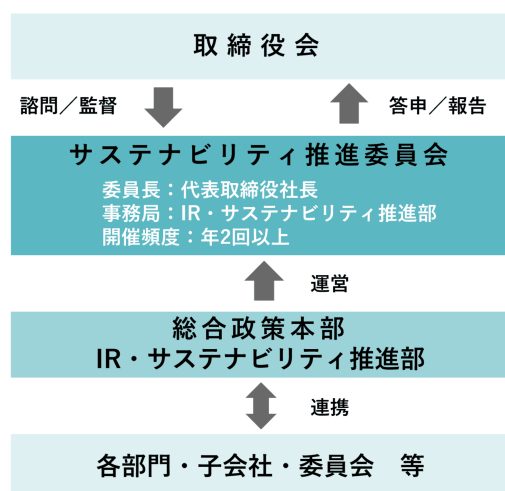 取締役会
諮問／監督
答申／報告
サステナビリティ推進委員会
委員長：代表取締役社長
事務局：IR・サステナビリティ推進部
開催頻度：年2回以上
運営
総合政策本部
IR・サステナビリティ推進部
連携
各部門・子会社・委員会　等